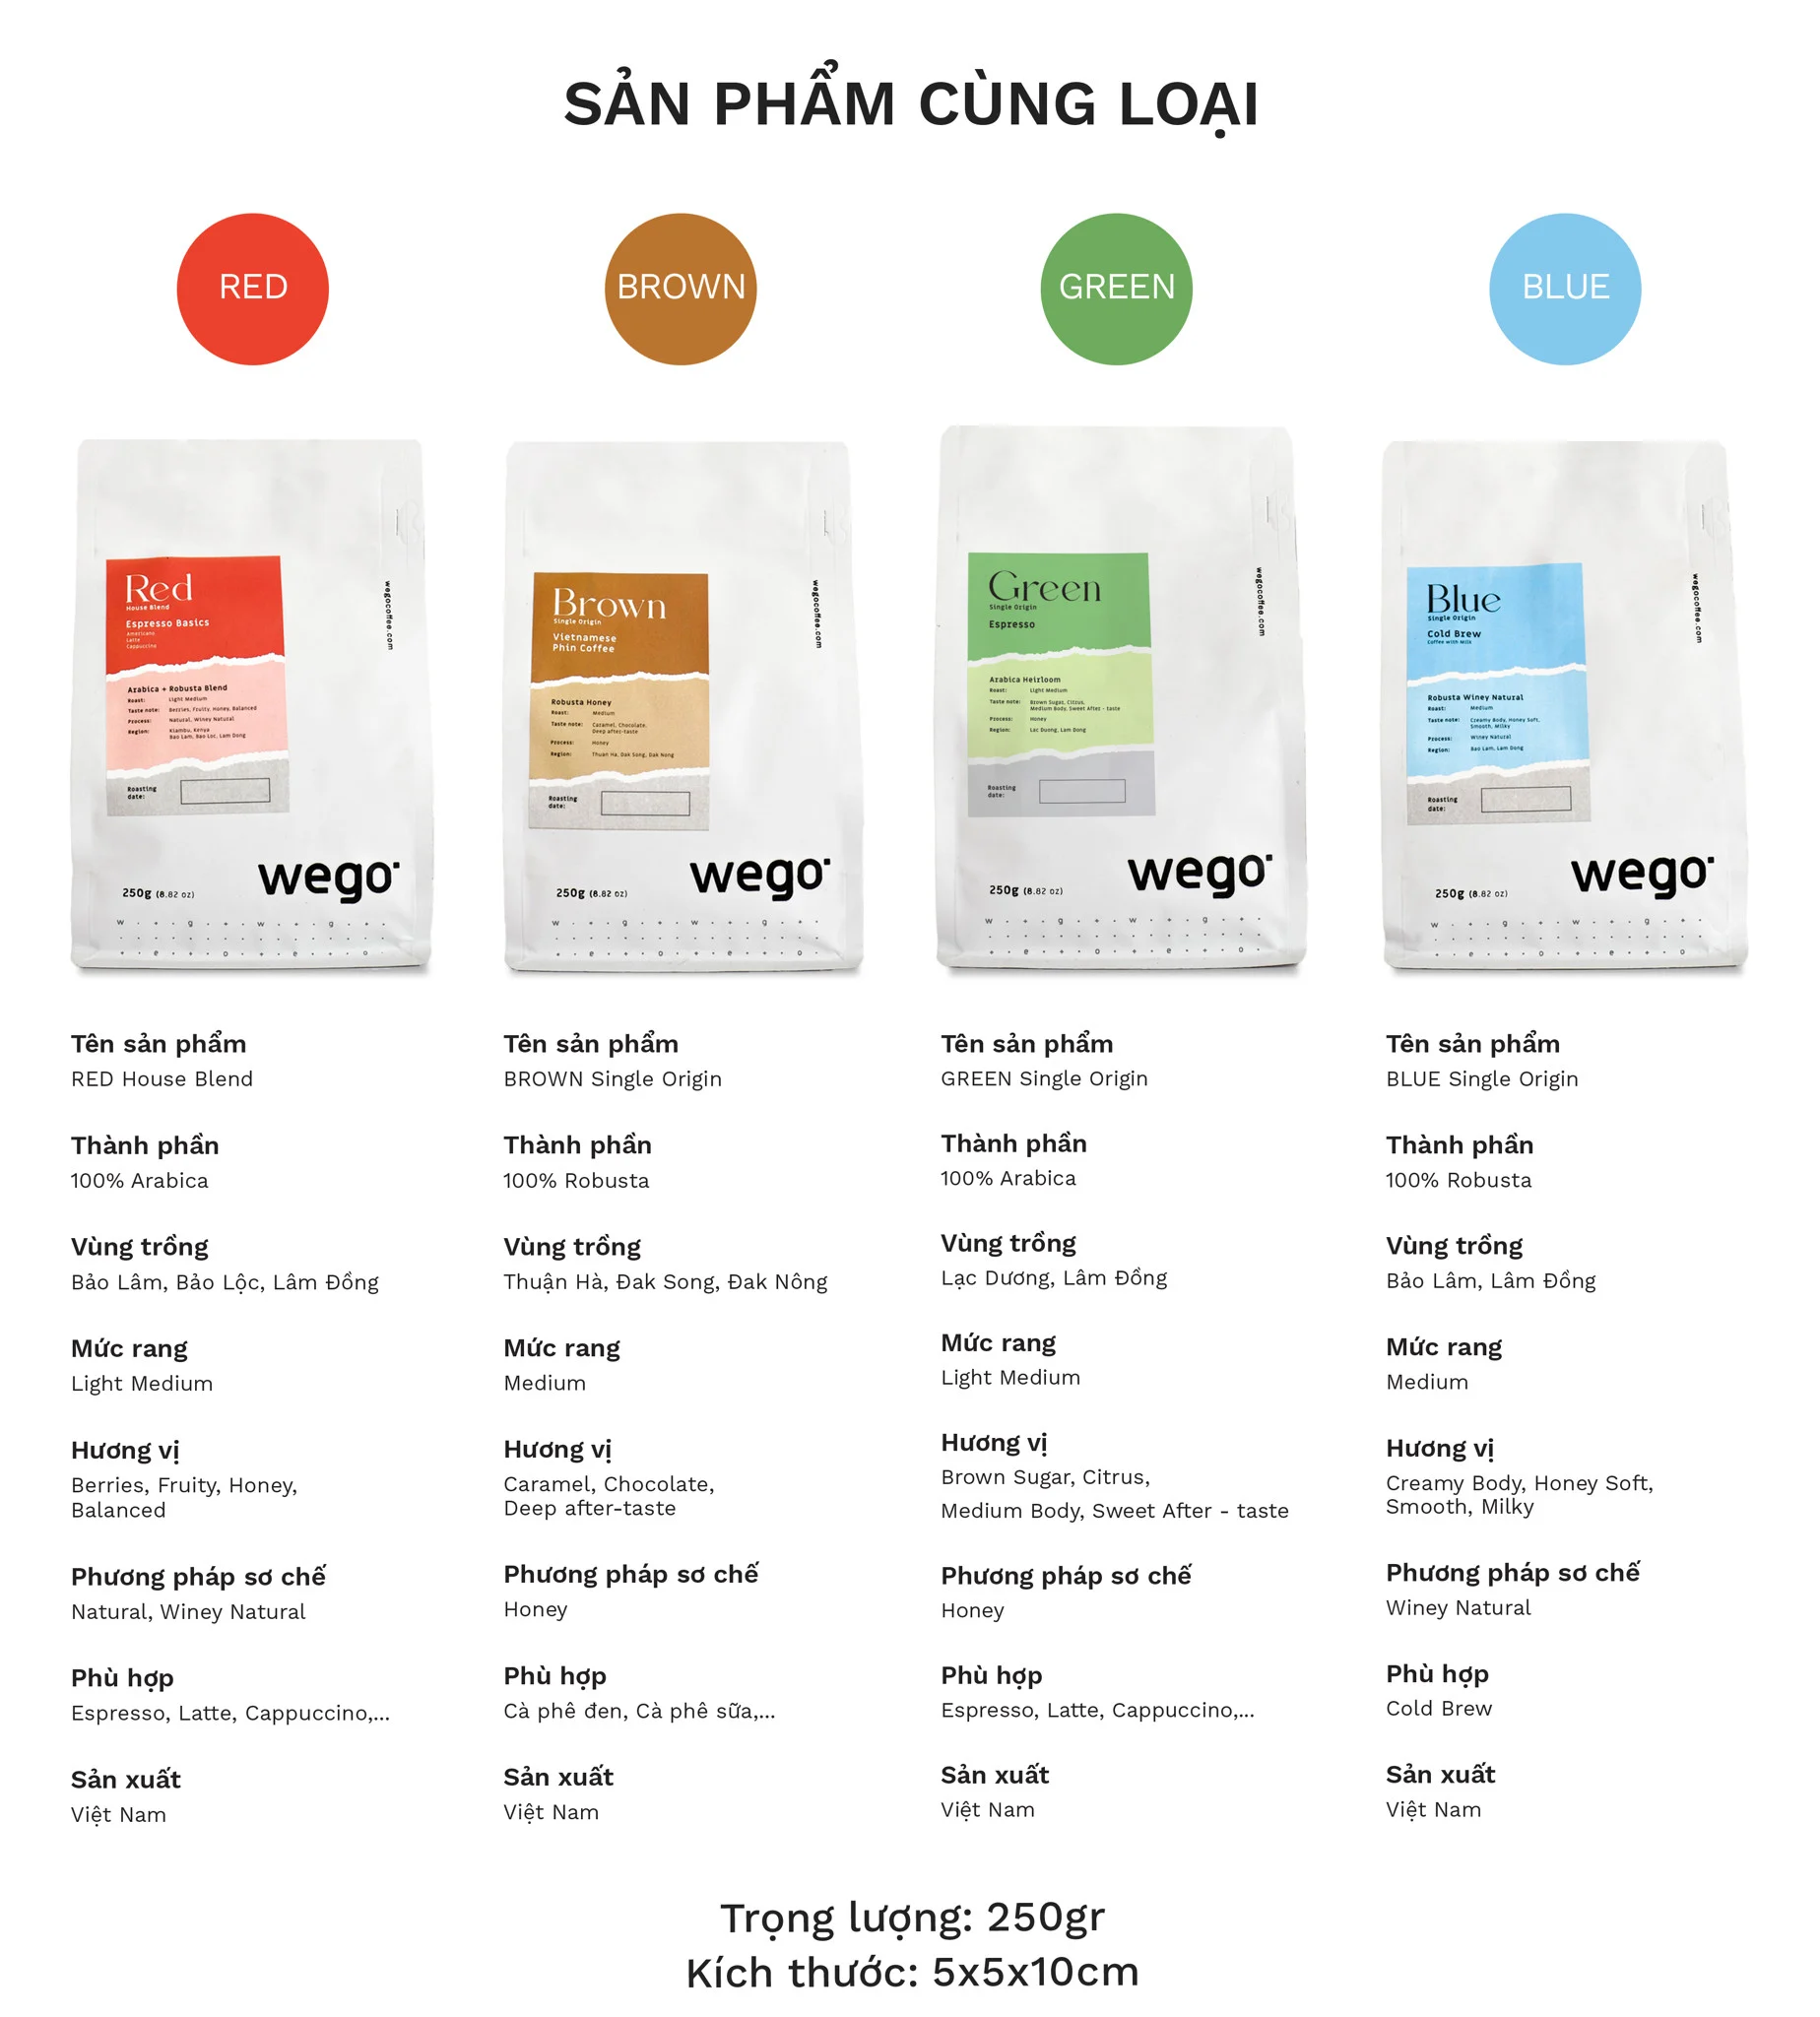 SẢN PHẨM CÙNG LOẠI
RED
BROWN
GREEN
BLUE
Red
House Blend
Espresso Basics
Americano
Latte
Cappuccino
Arabica + Robusta Blend
Roast: Light Medium
Taste note: Berries, Fruity, Honey, Balanced
Process: Natural, Winey Natural
Region: Kiambu, Kenya
Bao Lam, Bao Loc, Lam Dong
Roasting
date:
wegocoffee.com
250g (8.82 oz)
wego
Brown
Single Origin
Vietnamese
Phin Coffee
Robusta Honey
Roast: Medium
Taste note: Caramel, Chocolate,
Deep after-taste
Process: Honey
Region: Thuan Ha, Dak Song, Dak Nong
Roasting
date:
wegocoffee.com
250g (8.82 oz)
wego
Green
Single Origin
Espresso
Arabica Heirloom
Roast: Light Medium
Taste note: Brown Sugar, Citrus,
Medium Body, Sweet After - taste
Process: Honey
Region: Lac Duong, Lam Dong
Roasting
date:
wegocoffee.com
250g (8.82 oz)
wego
Blue
Single Origin
Cold Brew
Coffee with Milk
Robusta Winey Natural
Roast: Medium
Taste note: Creamy Body, Honey Soft,
Smooth, Milky
Process: Winey Natural
Region: Bao Lam, Lam Dong
Roasting
date:
wegocoffee.com
250g (8.82 oz)
wego
Tên sản phẩm
RED House Blend
Thành phần
100% Arabica
Vùng trồng
Bảo Lâm, Bảo Lộc, Lâm Đồng
Mức rang
Light Medium
Hương vị
Berries, Fruity, Honey,
Balanced
Phương pháp sơ chế
Natural, Winey Natural
Phù hợp
Espresso, Latte, Cappuccino,...
Sản xuất
Việt Nam
Tên sản phẩm
BROWN Single Origin
Thành phần
100% Robusta
Vùng trồng
Thuận Hà, Đak Song, Đak Nông
Mức rang
Medium
Hương vị
Caramel, Chocolate,
Deep after-taste
Phương pháp sơ chế
Honey
Phù hợp
Cà phê đen, Cà phê sữa,...
Sản xuất
Việt Nam
Tên sản phẩm
GREEN Single Origin
Thành phần
100% Arabica
Vùng trồng
Lạc Dương, Lâm Đồng
Mức rang
Light Medium
Hương vị
Brown Sugar, Citrus,
Medium Body, Sweet After - taste
Phương pháp sơ chế
Honey
Phù hợp
Espresso, Latte, Cappuccino,...
Sản xuất
Việt Nam
Tên sản phẩm
BLUE Single Origin
Thành phần
100% Robusta
Vùng trồng
Bảo Lâm, Lâm Đồng
Mức rang
Medium
Hương vị
Creamy Body, Honey Soft,
Smooth, Milky
Phương pháp sơ chế
Winey Natural
Phù hợp
Cold Brew
Sản xuất
Việt Nam
Trọng lượng: 250gr
Kích thước: 5x5x10cm